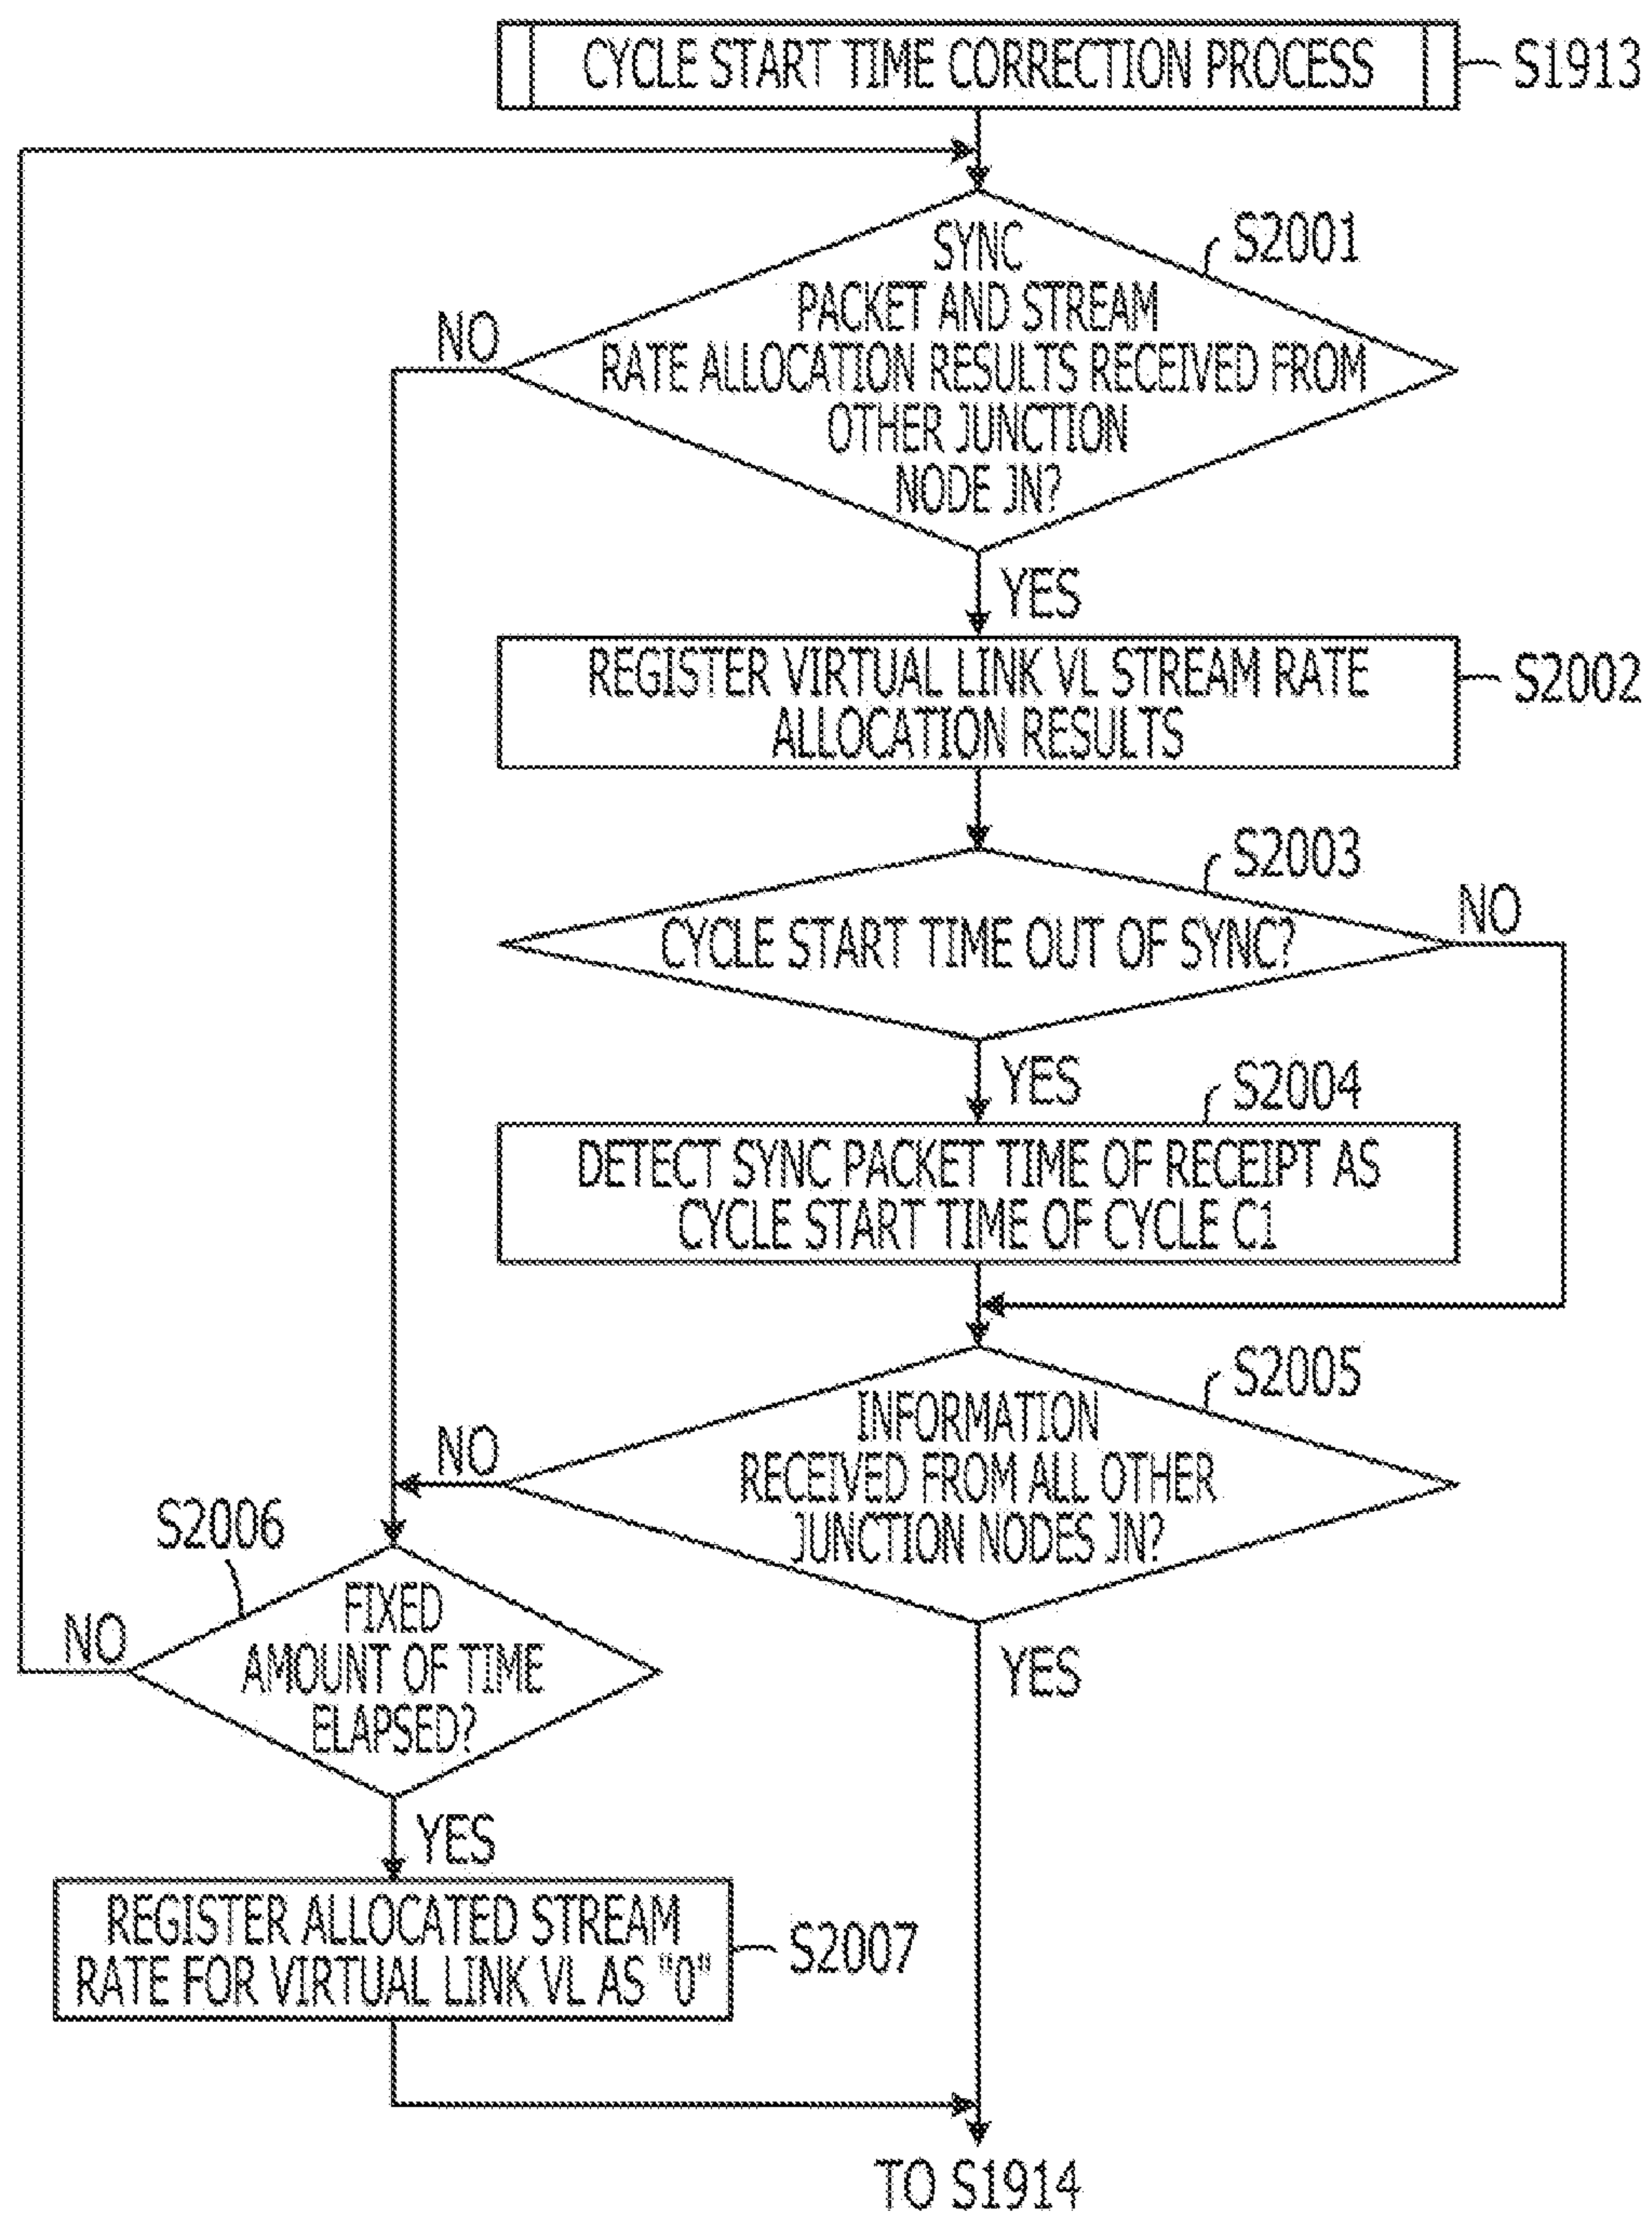 CYCLE START TIME CORRECTION PROCESS
S1913
S2001
SYNC
PACKET AND STREAM
RATE ALLOCATION RESULTS RECEIVED FROM
OTHER JUNCTION
NODE JN?
NO
YES
REGISTER VIRTUAL LINK VL STREAM RATE
ALLOCATION RESULTS
S2002
S2003
CYCLE START TIME OUT OF SYNC?
NO
YES
S2004
DETECT SYNC PACKET TIME OF RECEIPT AS
CYCLE START TIME OF CYCLE C1
S2005
INFORMATION
RECEIVED FROM ALL OTHER
JUNCTION NODES JN?
NO
YES
S2006
FIXED
AMOUNT OF TIME
ELAPSED?
NO
YES
REGISTER ALLOCATED STREAM
RATE FOR VIRTUAL LINK VL AS "0"
S2007
TO S1914